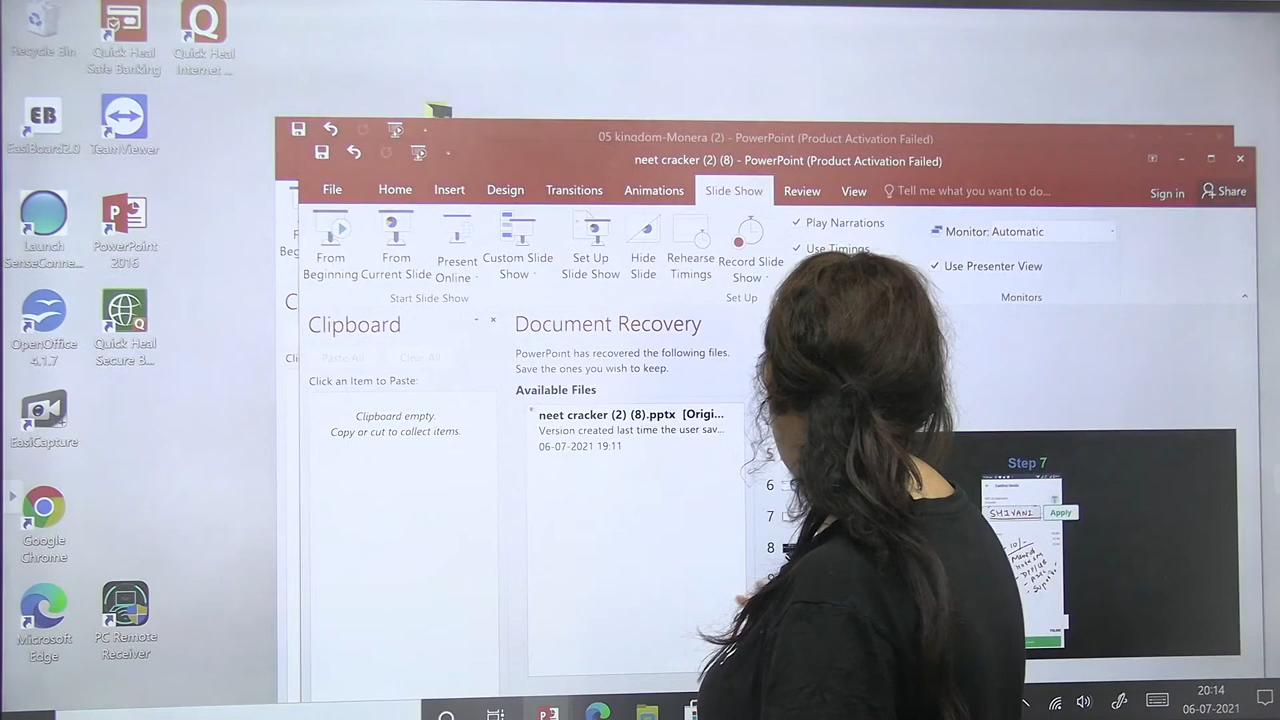 Recycle Bin
Quick Heal Safe Banking
Quick Heal Internet ...
EB
EasiBoard2.0
TeamViewer
Launch SenseConne...
PowerPoint 2016
OpenOffice 4.1.7
Quick Heal Secure B...
EasiCapture
Google Chrome
Microsoft Edge
PC Remote Receiver
05 kingdom-Monera (2) - PowerPoint (Product Activation Failed)
neet cracker (2) (8) - PowerPoint (Product Activation Failed)
File Home Insert Design Transitions Animations Slide Show Review View Tell me what you want to do... Sign in Share
From Beginning
From Current Slide
Present Online
Custom Slide Show
Set Up Slide Show
Hide Slide
Rehearse Timings
Record Slide Show
Play Narrations
Use Timings
Monitor: Automatic
Use Presenter View
Start Slide Show
Set Up
Monitors
Clipboard
Paste All Clear All
Click an Item to Paste:
Clipboard empty.
Copy or cut to collect items.
Document Recovery
PowerPoint has recovered the following files.
Save the ones you wish to keep.
Available Files
neet cracker (2) (8).pptx [Origi...
Version created last time the user sav...
06-07-2021 19:11
5
6
7
8
Step 7
SHIVANI Apply
20:14
06-07-2021